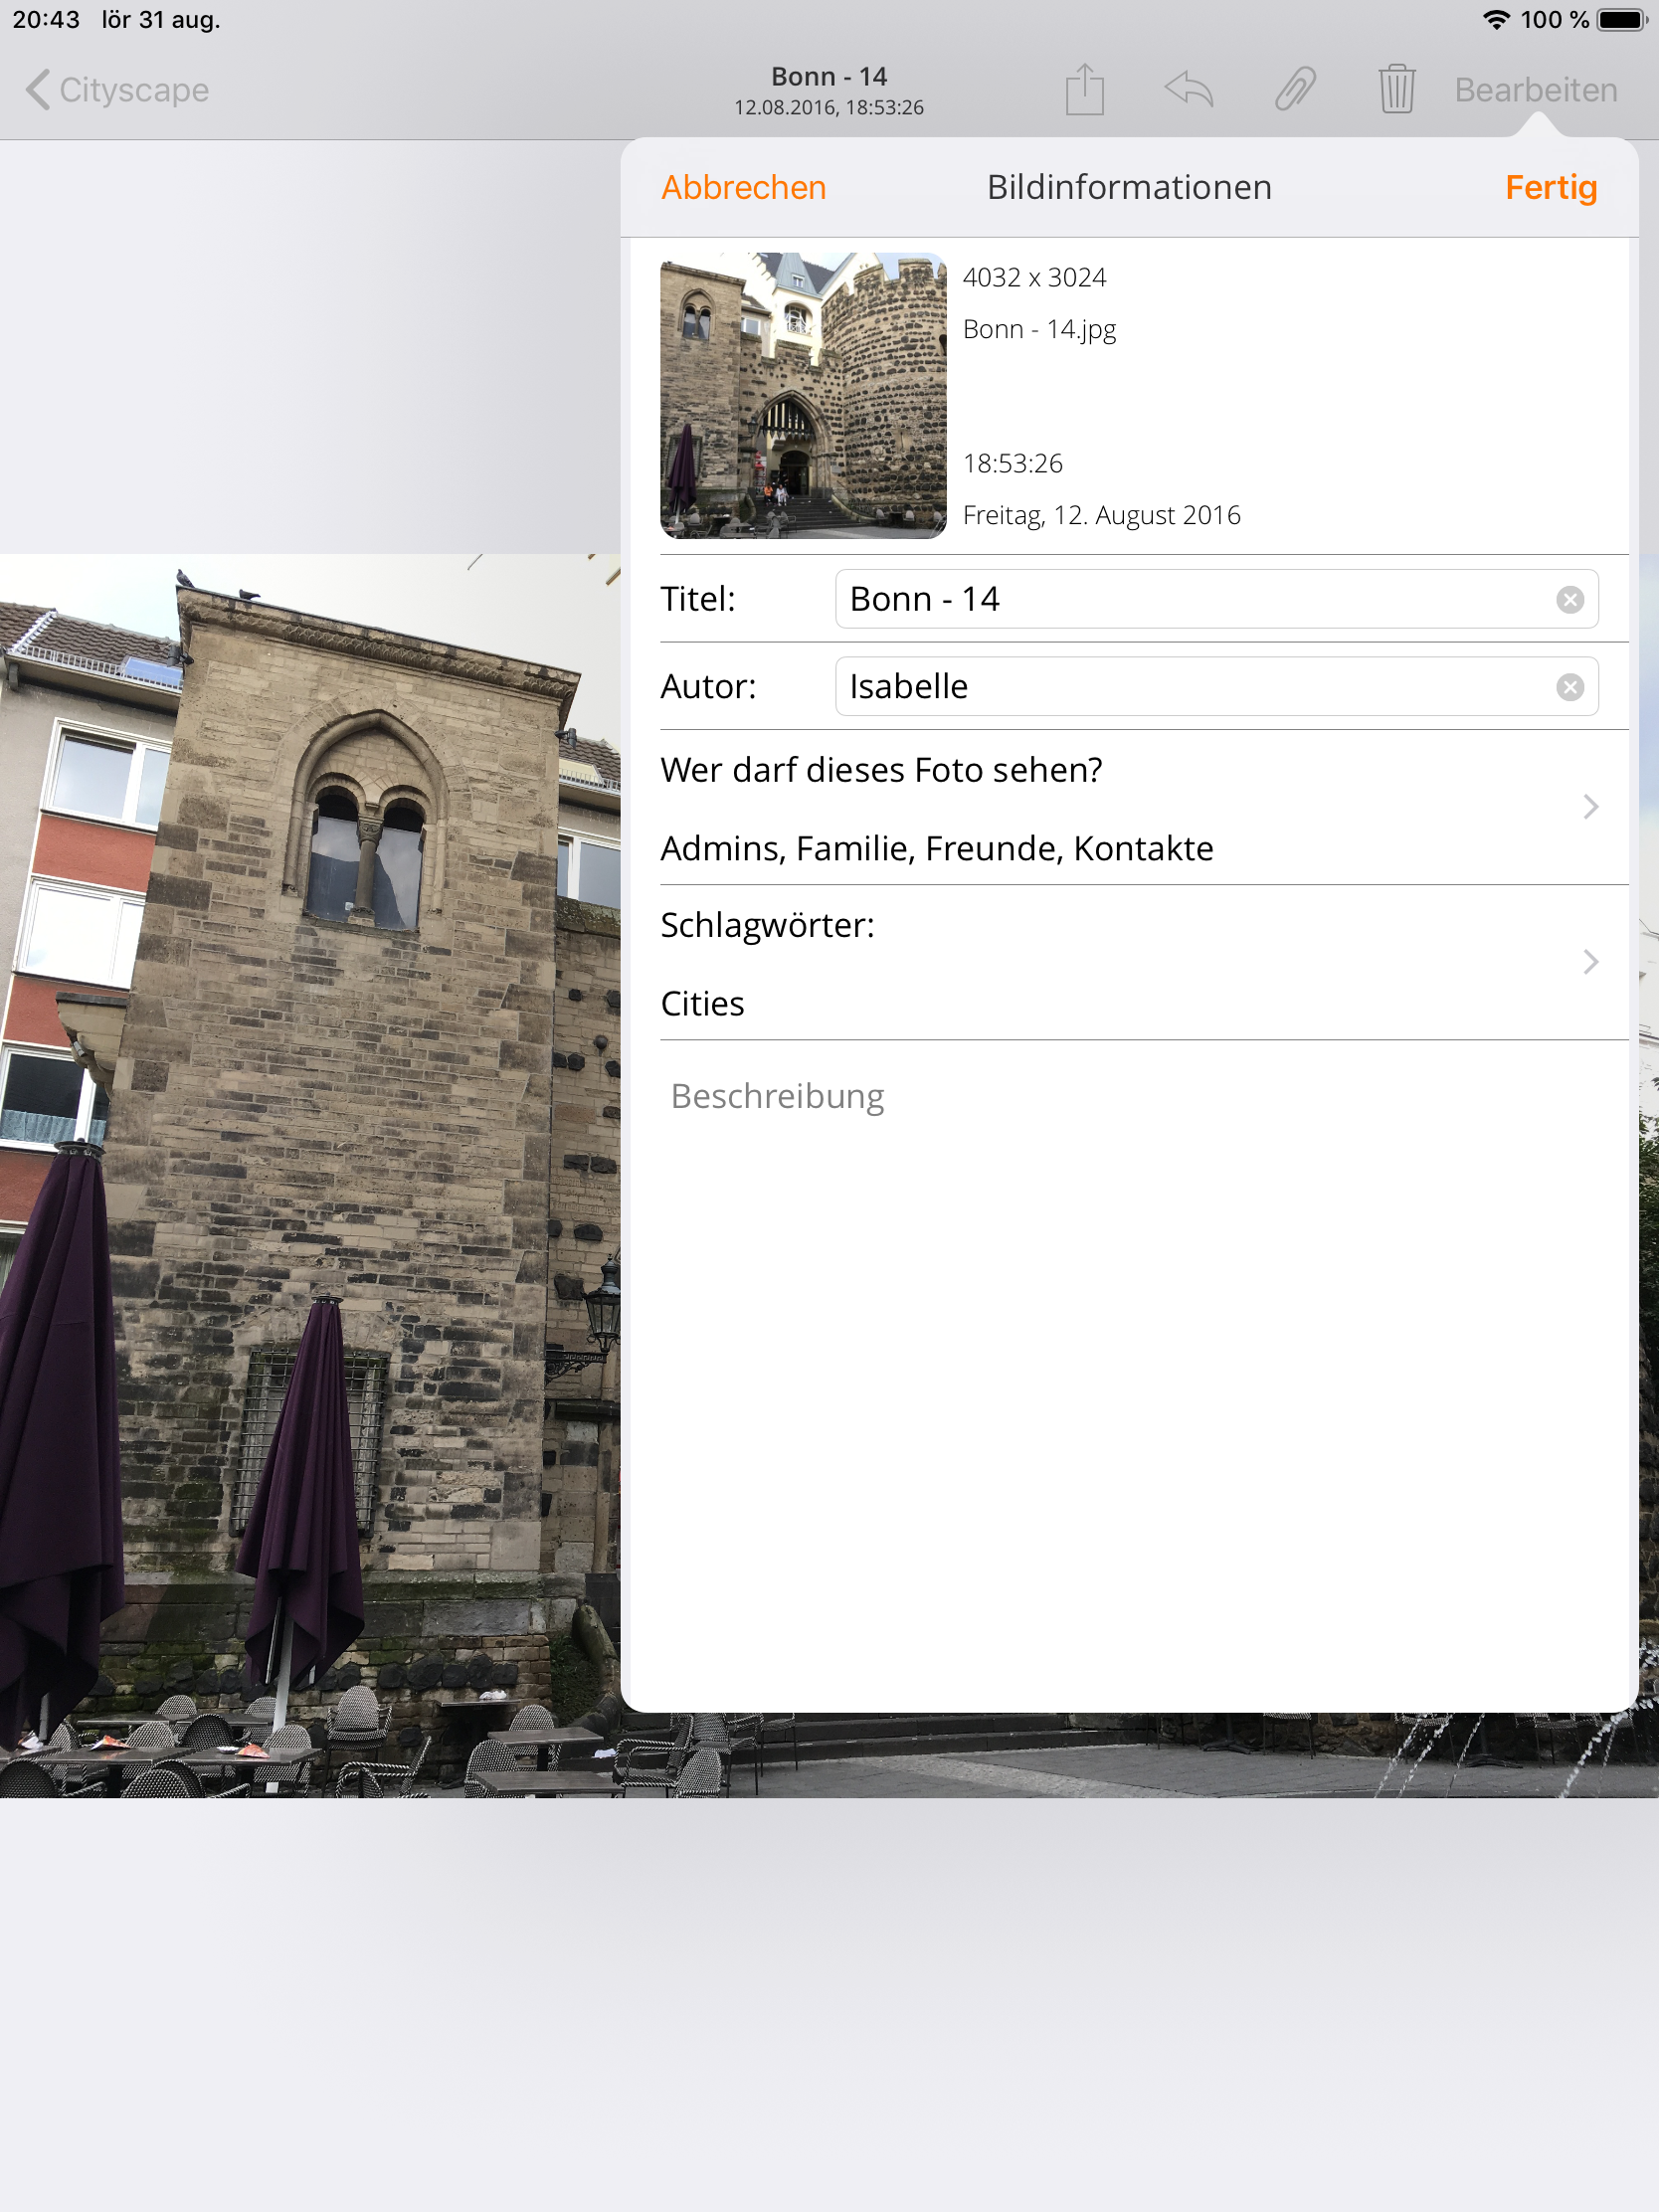 20:43 lör 31 aug. 100 %
Cityscape
Bonn - 14
12.08.2016, 18:53:26
Bearbeiten
Abbrechen
Bildinformationen
Fertig
4032 x 3024
Bonn - 14.jpg
18:53:26
Freitag, 12. August 2016
Titel: Bonn - 14
Autor: Isabelle
Wer darf dieses Foto sehen?
Admins, Familie, Freunde, Kontakte
Schlagwörter:
Cities
Beschreibung